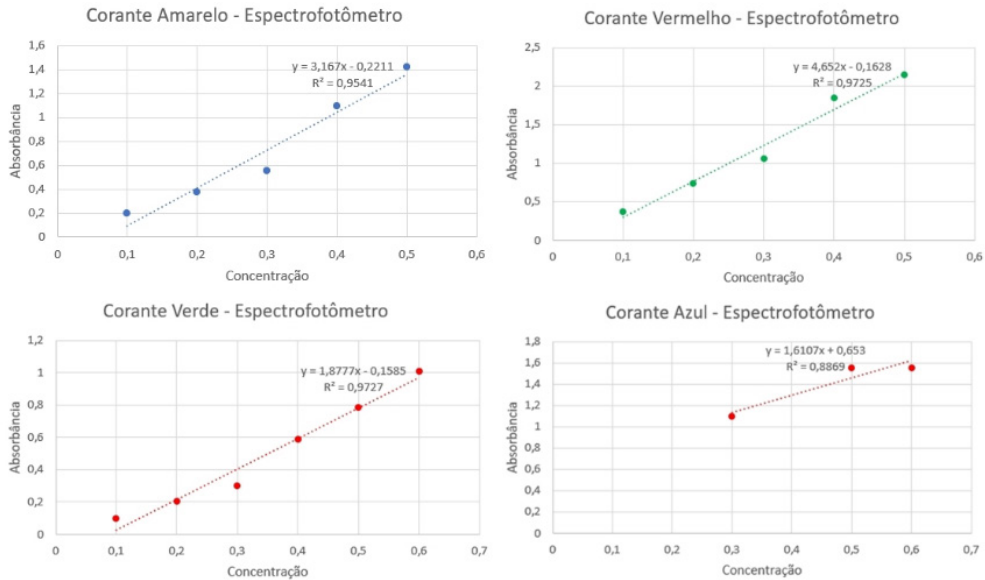 Corante Amarelo - Espectrofotômetro
1,6
1,4
1,2
1
0,8
0,6
0,4
0,2
0
Absorbância
y = 3,167x - 0,2211
R² = 0,9541
0 0,1 0,2 0,3 0,4 0,5 0,6
Concentração
Corante Vermelho - Espectrofotômetro
2,5
2
1,5
1
0,5
0
Absorbância
y = 4,652x - 0,1628
R² = 0,9725
0 0,1 0,2 0,3 0,4 0,5 0,6
Concentração
Corante Verde - Espectrofotômetro
1,2
1
0,8
0,6
0,4
0,2
0
Absorbância
y = 1,8777x - 0,1585
R² = 0,9727
0 0,1 0,2 0,3 0,4 0,5 0,6 0,7
Concentração
Corante Azul - Espectrofotômetro
1,8
1,6
1,4
1,2
1
0,8
0,6
0,4
0,2
0
Absorbância
y = 1,6107x + 0,653
R² = 0,8869
0 0,1 0,2 0,3 0,4 0,5 0,6 0,7
Concentração